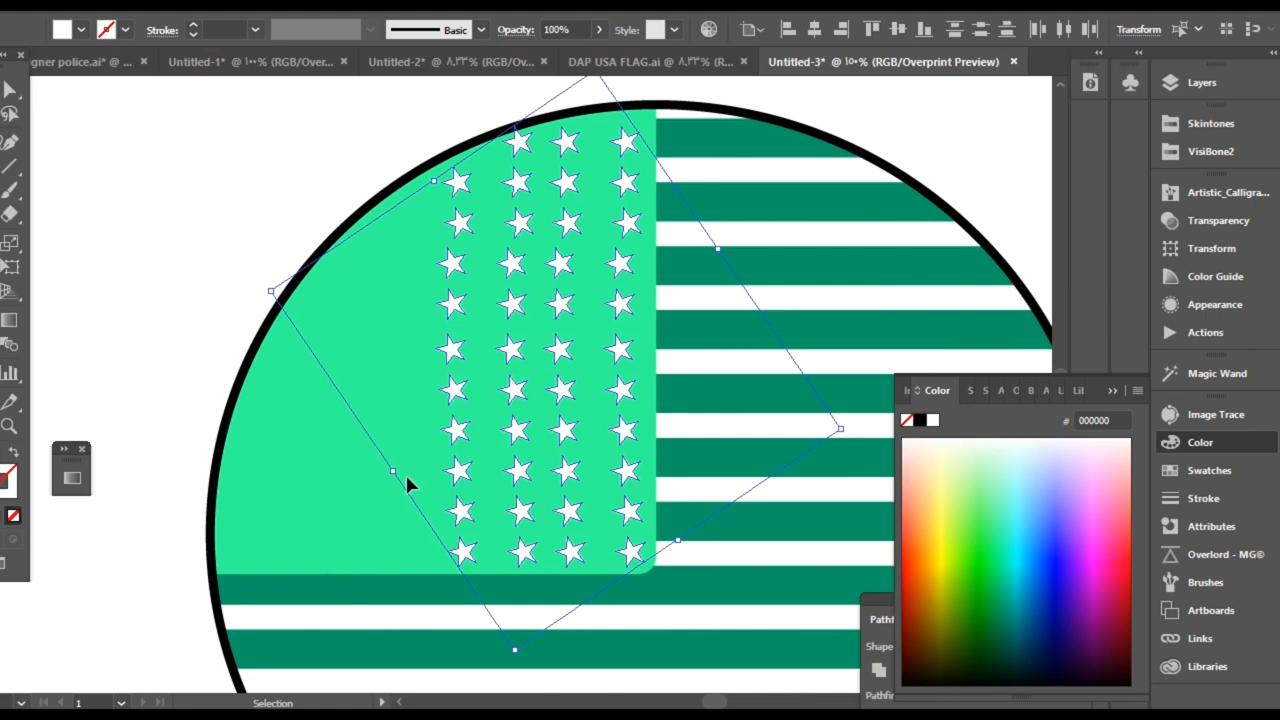 Stroke:
Basic
Opacity:
100%
Style:
Transform
gner police.ai* @ ...
Untitled-1* @ ١٠٠% (RGB/Over...
Untitled-2* @ ٨,٣٣% (RGB/Ov...
DAP USA FLAG.ai @ ٨,٣٣% (R...
Untitled-3* @ ١٥٠% (RGB/Overprint Preview)
Layers
Skintones
VisiBone2
Artistic_Calligra...
Transparency
Transform
Color Guide
Appearance
Actions
Magic Wand
Image Trace
Color
Swatches
Stroke
Attributes
Overlord - MG©
Brushes
Artboards
Links
Libraries
Color S S A O B A L Lil
# 000000
Pathf
Shape
Pathfin
1
Selection